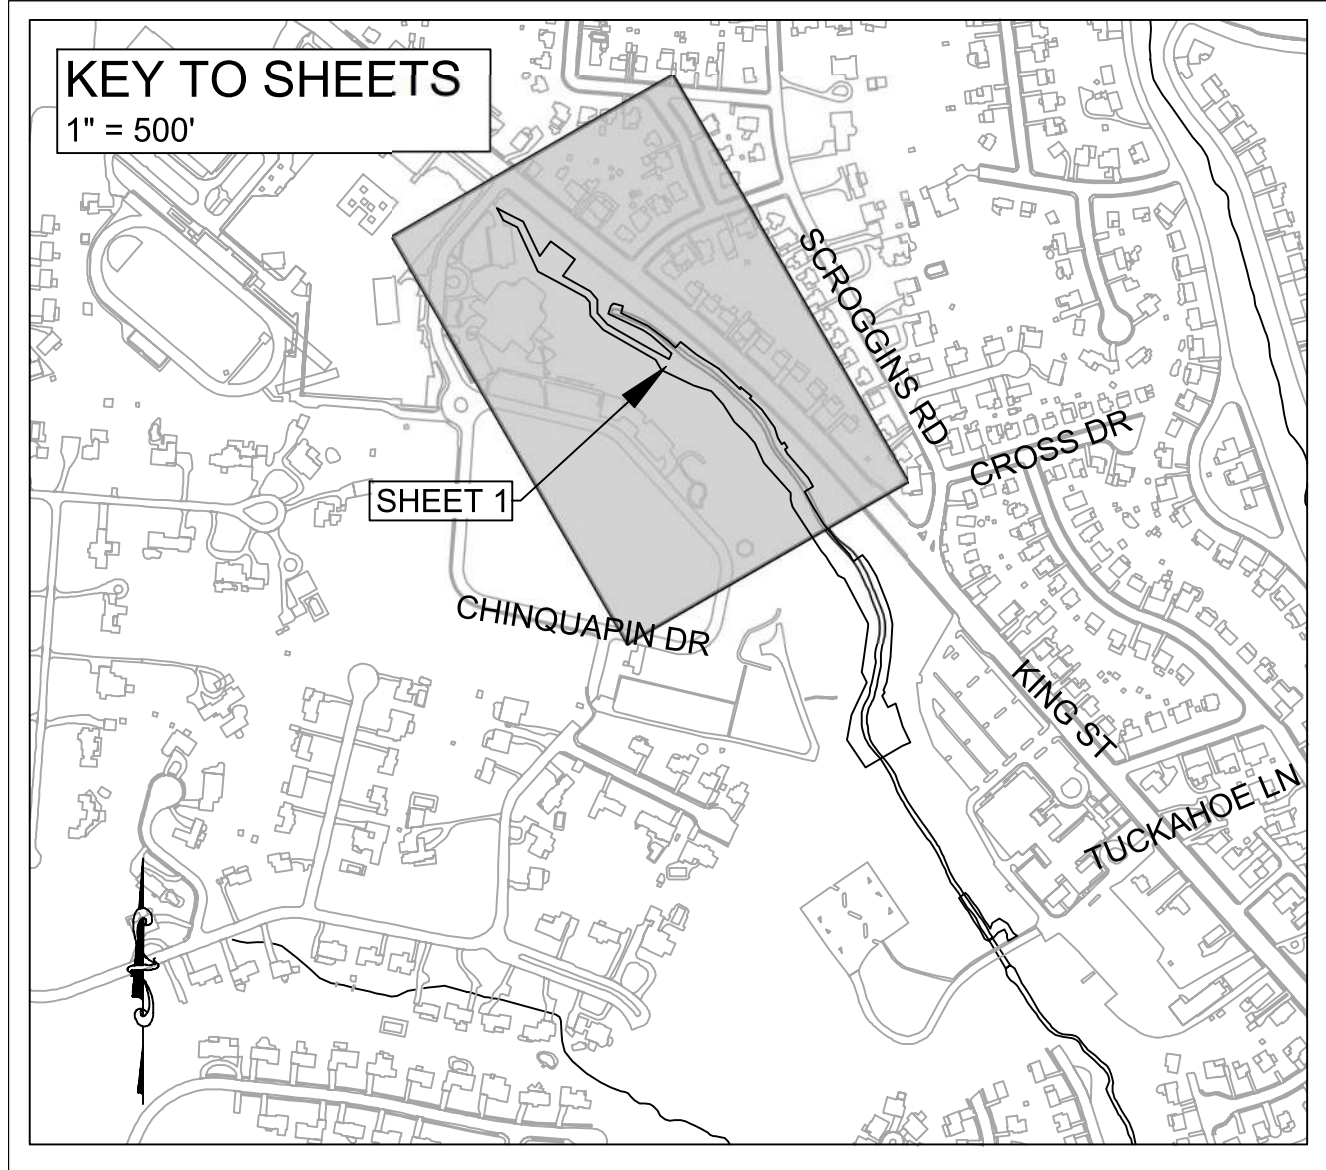 KEY TO SHEETS
1" = 500'
SCROGGINS RD
CROSS DR
SHEET 1
CHINQUAPIN DR
KING ST
TUCKAHOE LN